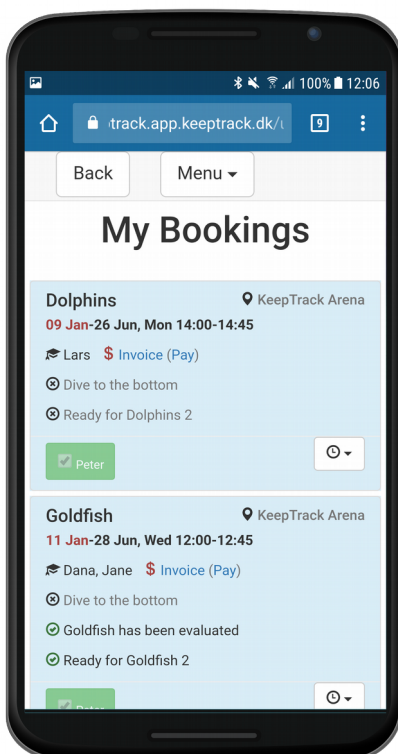 100% 12:06
track.app.keeptrack.dk/
9
Back
Menu
My Bookings
Dolphins KeepTrack Arena
09 Jan-26 Jun, Mon 14:00-14:45
Lars $ Invoice (Pay)
Dive to the bottom
Ready for Dolphins 2
Peter
Goldfish KeepTrack Arena
11 Jan-28 Jun, Wed 12:00-12:45
Dana, Jane $ Invoice (Pay)
Dive to the bottom
Goldfish has been evaluated
Ready for Goldfish 2
Peter